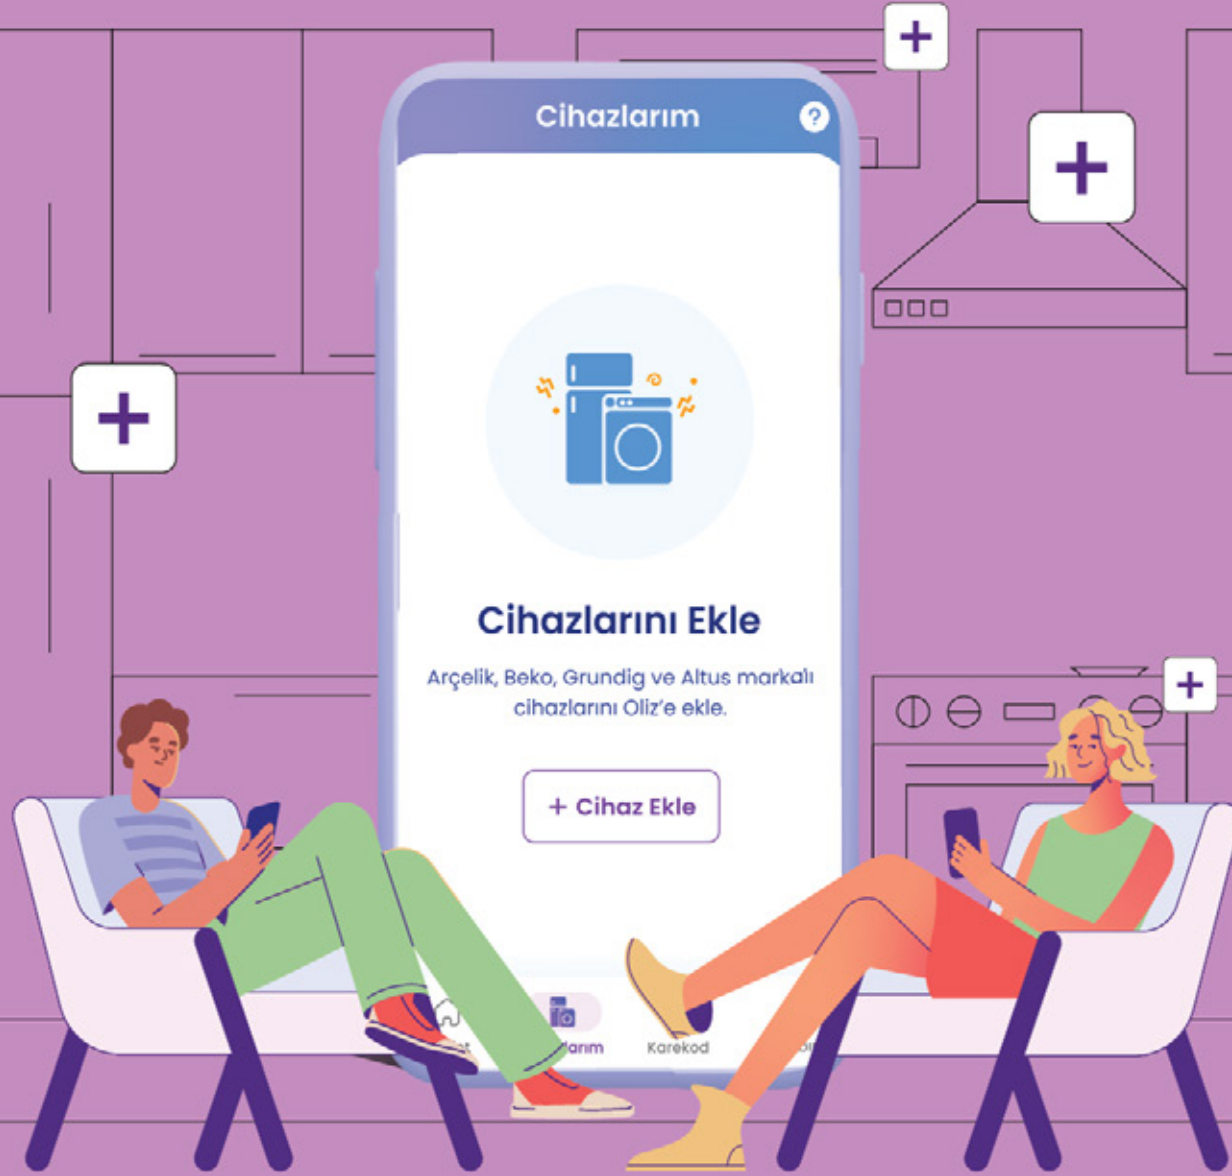 Cihazlarım
?
Cihazlarını Ekle
Arçelik, Beko, Grundig ve Altus markalı
cihazlarını Oliz'e ekle.
+ Cihaz Ekle
Karekod